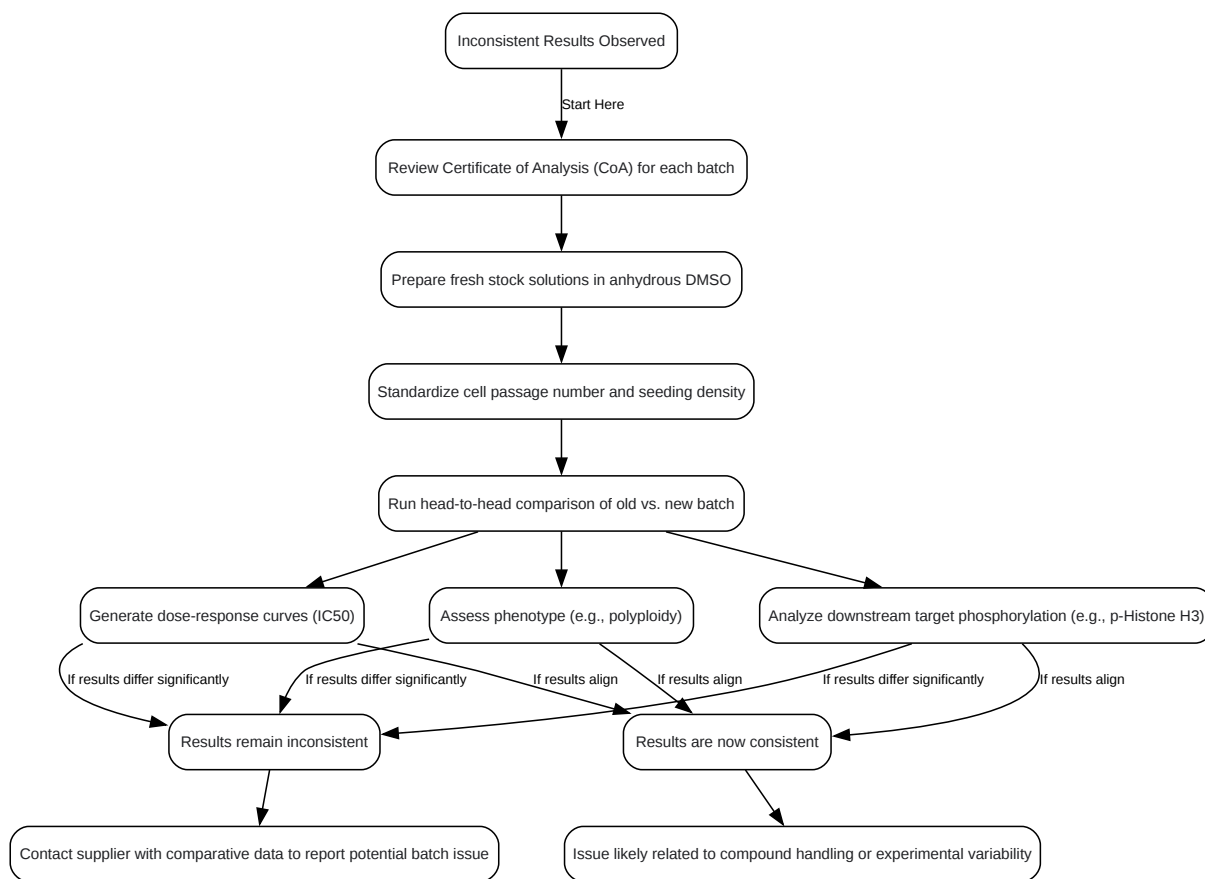 Inconsistent Results Observed
Start Here
Review Certificate of Analysis (CoA) for each batch
Prepare fresh stock solutions in anhydrous DMSO
Standardize cell passage number and seeding density
Run head-to-head comparison of old vs. new batch
Generate dose-response curves (IC50)
Assess phenotype (e.g., polyploidy)
Analyze downstream target phosphorylation (e.g., p-Histone H3)
If results differ significantly
If results differ significantly
If results align
If results align
If results differ significantly
If results align
Results remain inconsistent
Results are now consistent
Contact supplier with comparative data to report potential batch issue
Issue likely related to compound handling or experimental variability